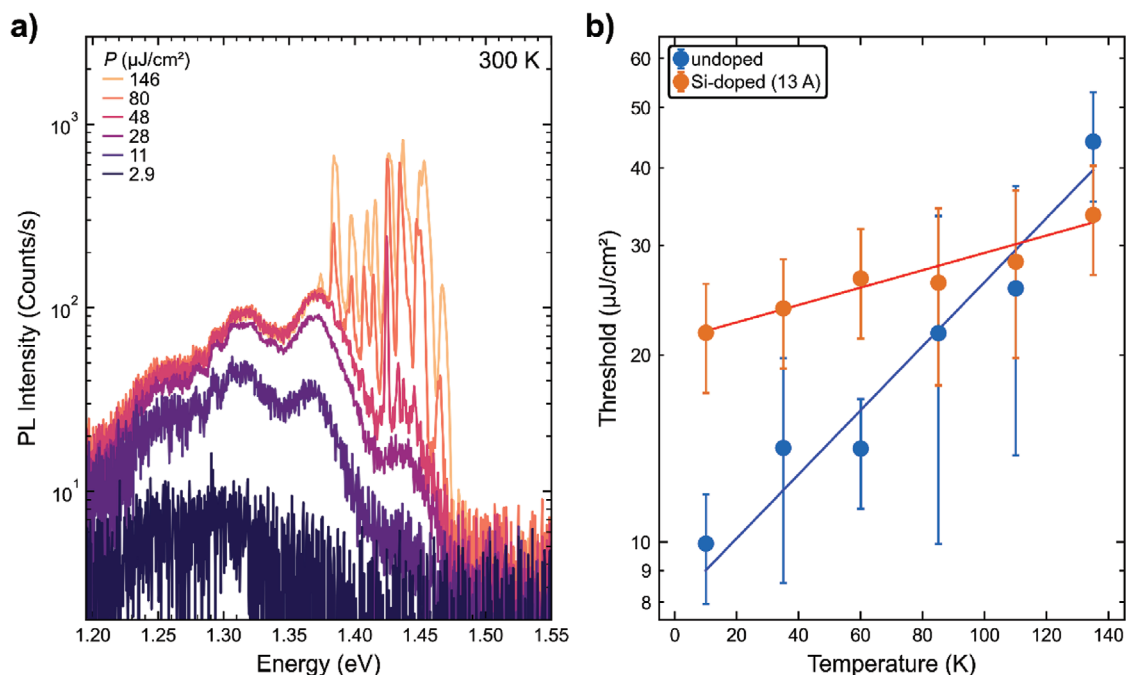 a)
P (μJ/cm²)
146
80
48
28
11
2.9
300 K
10³
10²
10¹
PL Intensity (Counts/s)
1.20 1.25 1.30 1.35 1.40 1.45 1.50 1.55
Energy (eV)
b)
undoped
Si-doped (13 A)
60
50
40
30
20
10
9
8
Threshold (μJ/cm²)
0 20 40 60 80 100 120 140
Temperature (K)